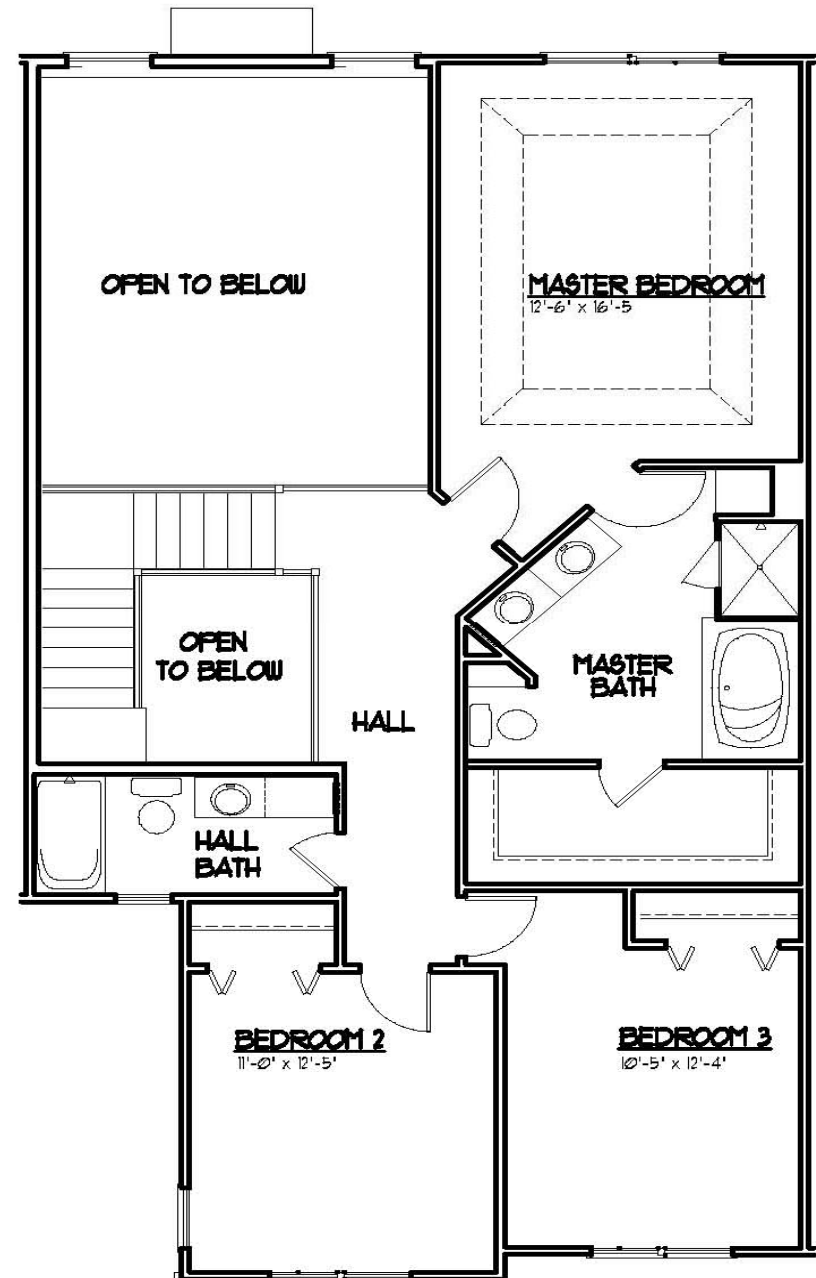 OPEN TO BELOW
MASTER BEDROOM
12'-6" x 16'-5
OPEN
TO BELOW
MASTER
BATH
HALL
HALL
BATH
BEDROOM 2
11'-0" x 12'-5"
BEDROOM 3
10'-5" x 12'-4"